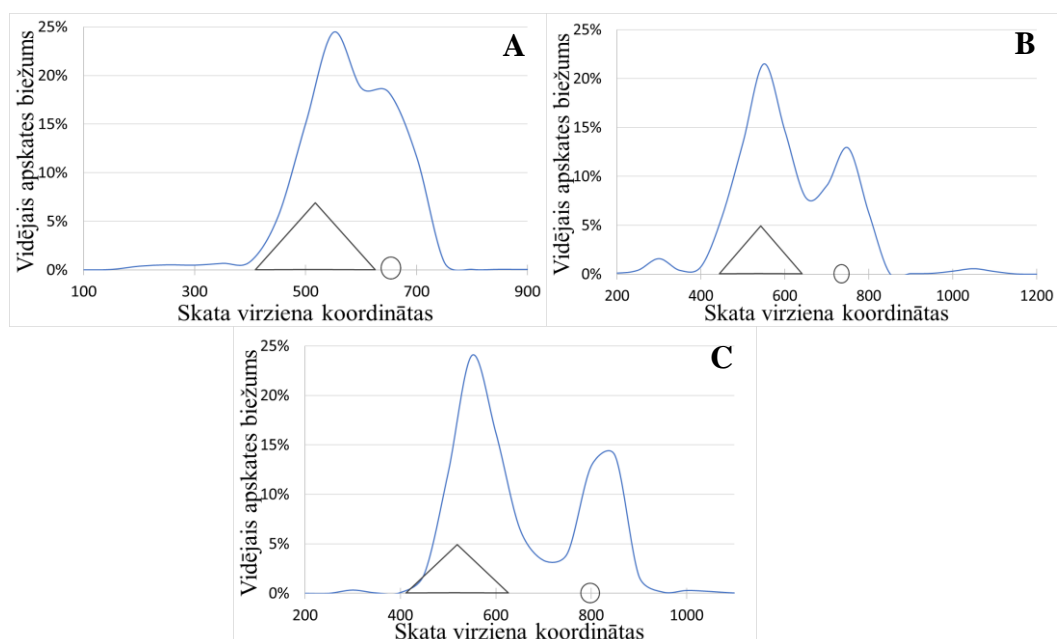 A
Vidējais apskates biežums
25%
20%
15%
10%
5%
0%
100 300 500 700 900
Skata virziena koordinātas
B
Vidējais apskates biežums
25%
20%
15%
10%
5%
0%
200 400 600 800 1000 1200
Skata virziena koordinātas
C
Vidējais apskates biežums
25%
20%
15%
10%
5%
0%
200 400 600 800 1000
Skata virziena koordinātas